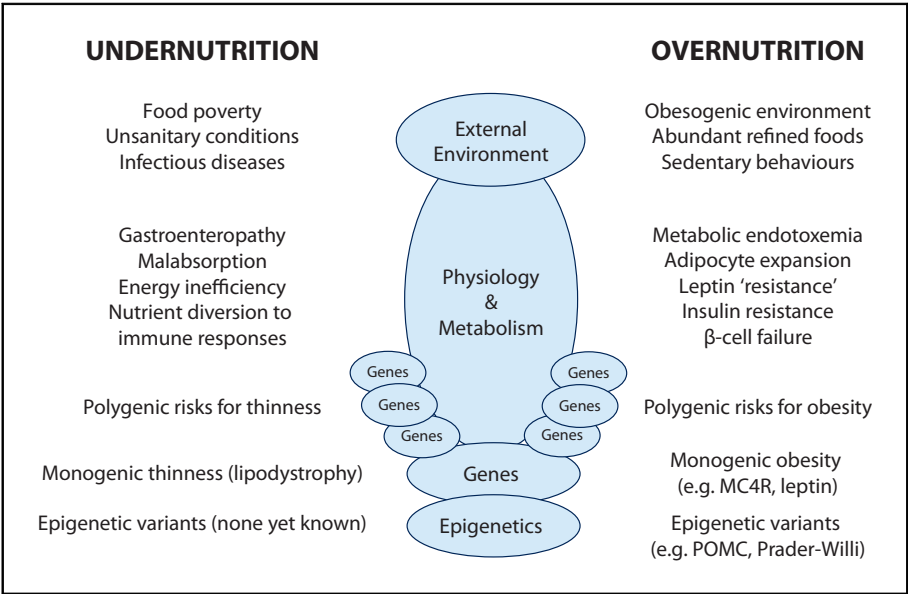 UNDERNUTRITION
Food poverty
Unsanitary conditions
Infectious diseases
Gastroenteropathy
Malabsorption
Energy inefficiency
Nutrient diversion to
immune responses
Polygenic risks for thinness
Monogenic thinness (lipodystrophy)
Epigenetic variants (none yet known)
External
Environment
Physiology
&
Metabolism
Genes
Genes
Genes
Genes
Genes
Genes
Genes
Epigenetics
OVERNUTRITION
Obesogenic environment
Abundant refined foods
Sedentary behaviours
Metabolic endotoxemia
Adipocyte expansion
Leptin ‘resistance’
Insulin resistance
β-cell failure
Polygenic risks for obesity
Monogenic obesity
(e.g. MC4R, leptin)
Epigenetic variants
(e.g. POMC, Prader-Willi)